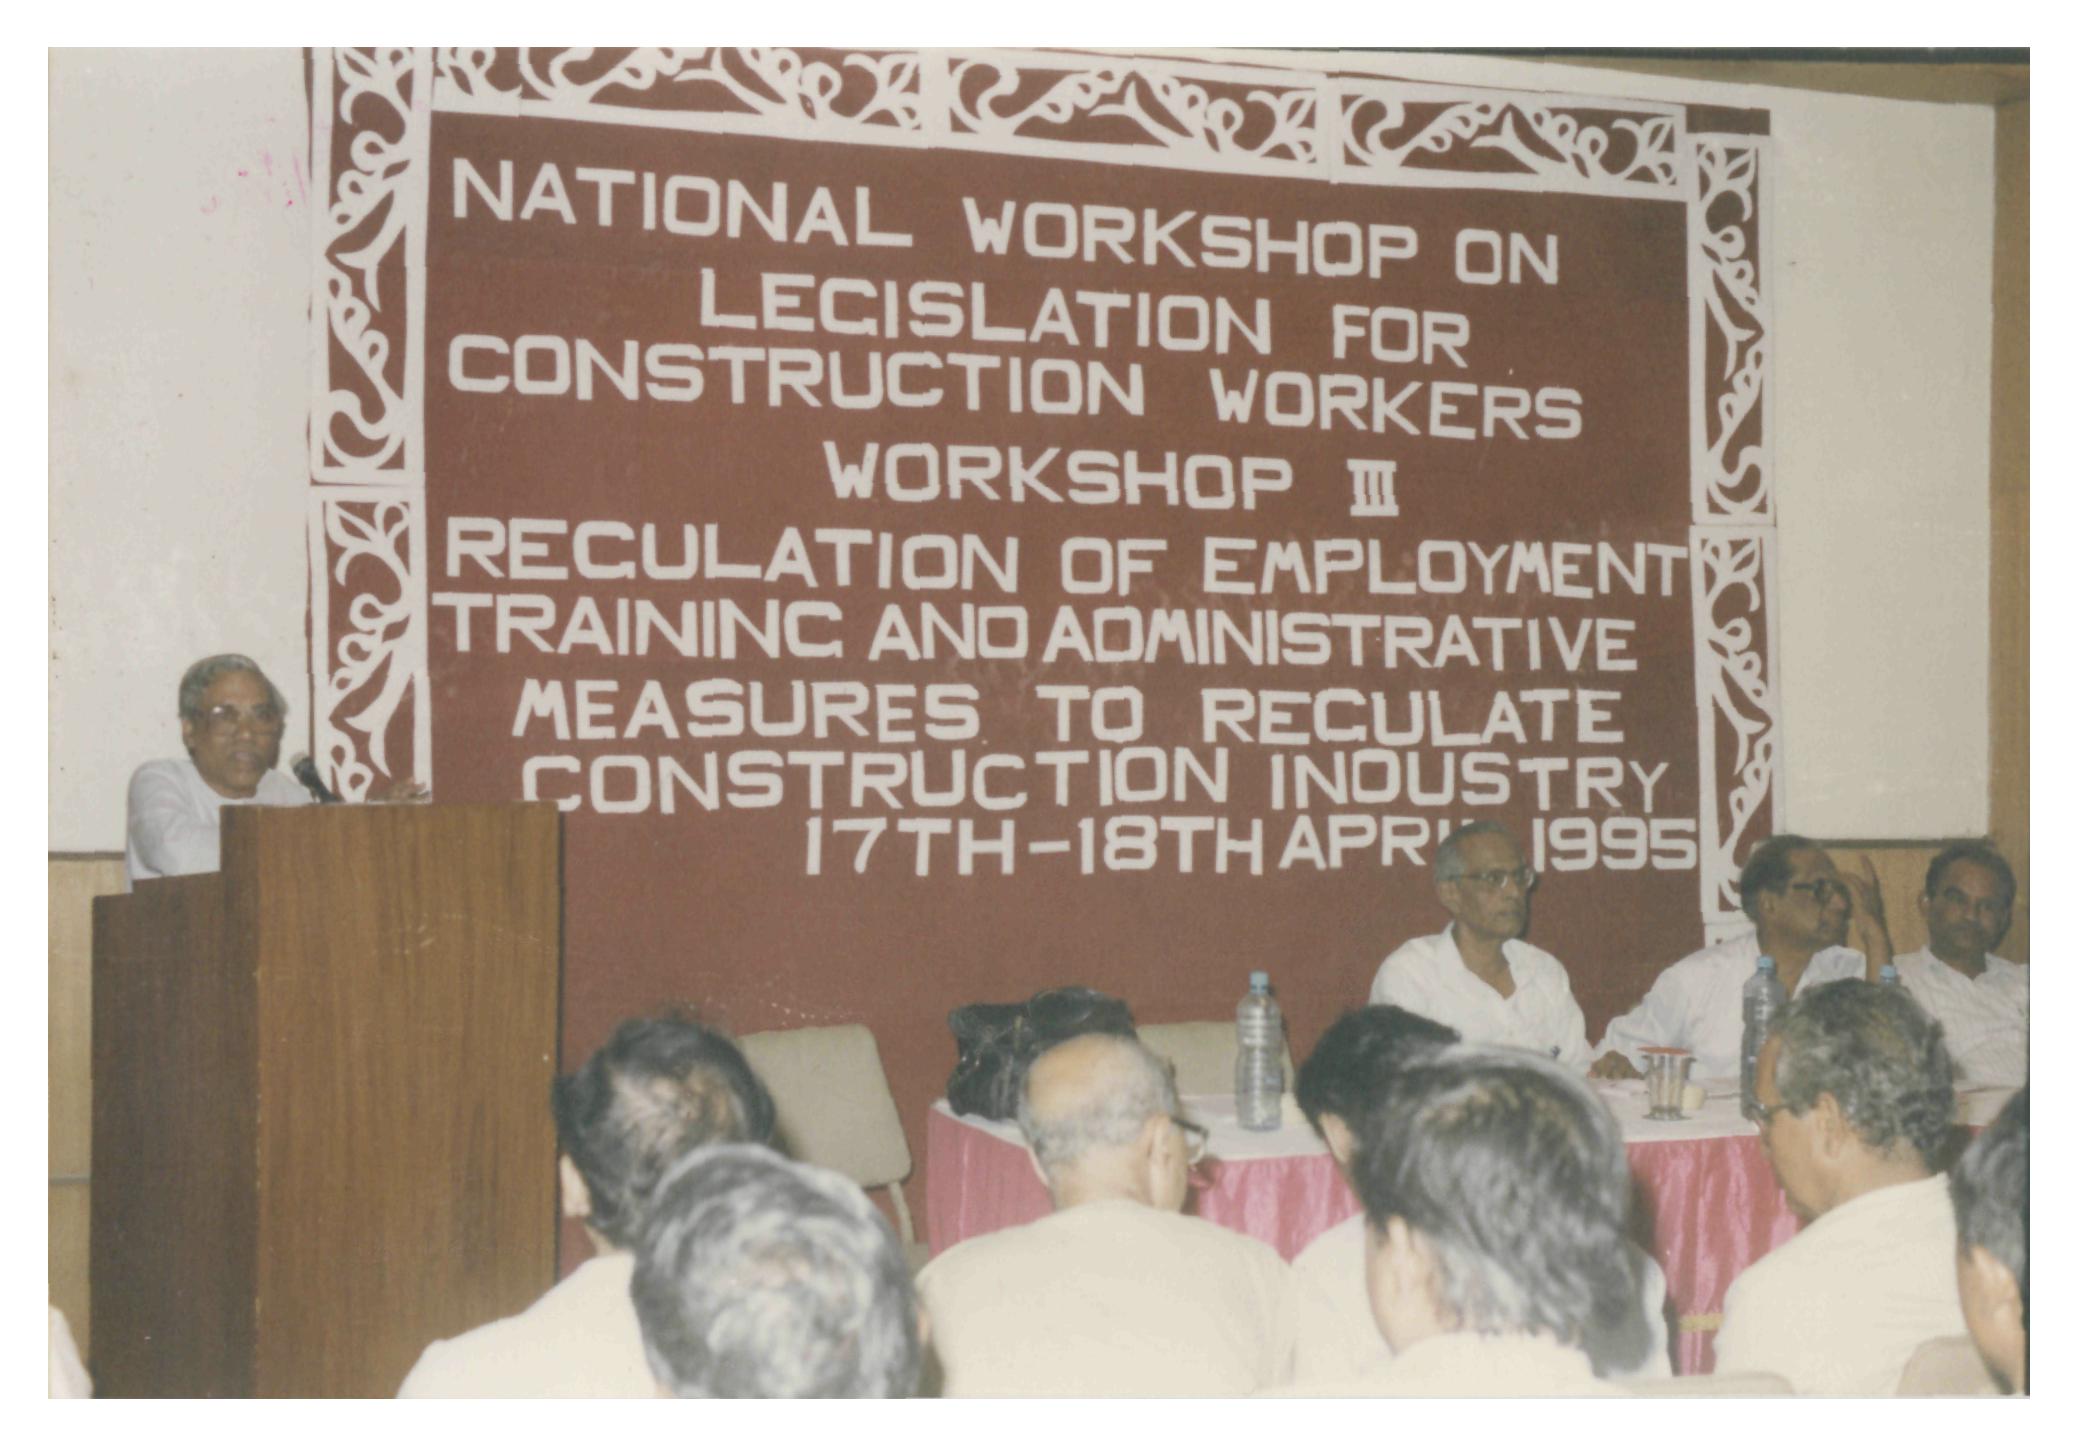 NATIONAL WORKSHOP ON
LEGISLATION FOR
CONSTRUCTION WORKERS
WORKSHOP III
REGULATION OF EMPLOYMENT
TRAINING AND ADMINISTRATIVE
MEASURES TO REGULATE
CONSTRUCTION INDUSTRY
17TH-18TH APRIL 1995